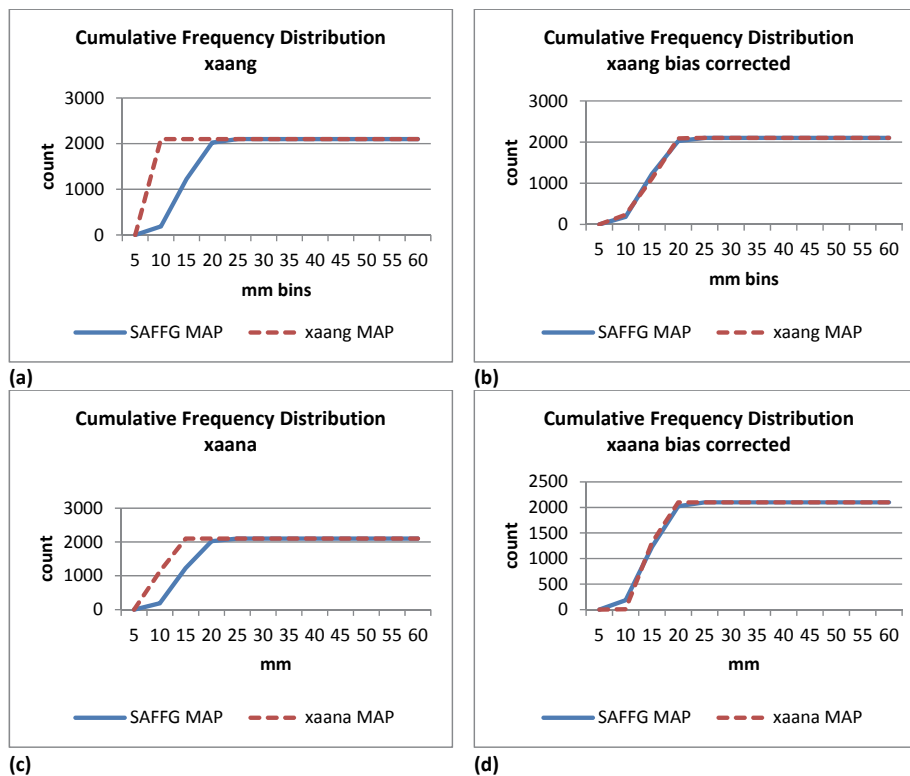 Cumulative Frequency Distribution
xaang
3000
2000
1000
0
count
5 10 15 20 25 30 35 40 45 50 55 60
mm bins
SAFFG MAP xaang MAP
(a)
Cumulative Frequency Distribution
xaang bias corrected
3000
2000
1000
0
count
5 10 15 20 25 30 35 40 45 50 55 60
mm bins
SAFFG MAP xaang MAP
(b)
Cumulative Frequency Distribution
xaana
3000
2000
1000
0
count
5 10 15 20 25 30 35 40 45 50 55 60
mm
SAFFG MAP xaana MAP
(c)
Cumulative Frequency Distribution
xaana bias corrected
2500
2000
1500
1000
500
0
count
5 10 15 20 25 30 35 40 45 50 55 60
mm
SAFFG MAP xaana MAP
(d)